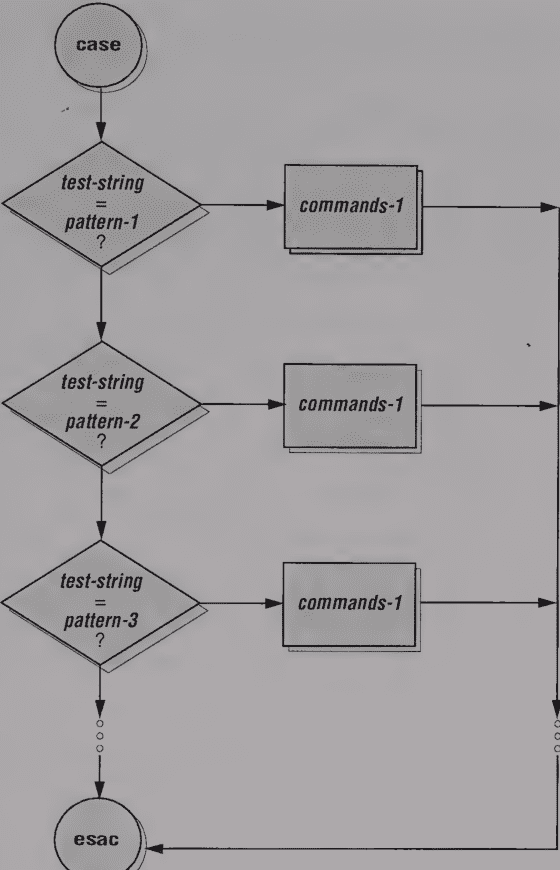 case
test-string
=
pattern-1
?
commands-1
test-string
=
pattern-2
?
commands-1
test-string
=
pattern-3
?
commands-1
esac